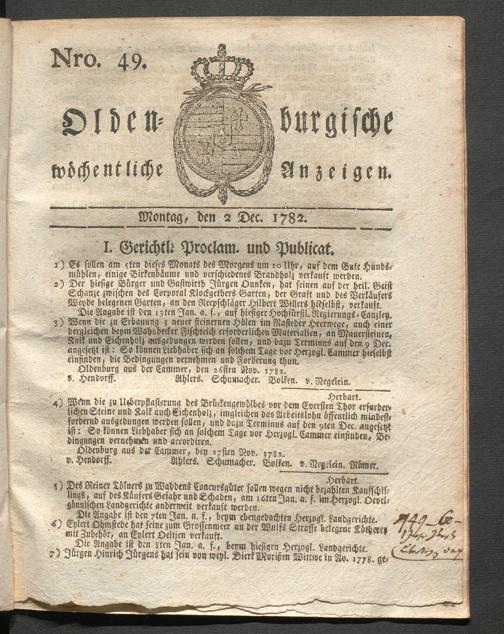 Nro. 49.
Olden- burgische
wöchentliche Anzeigen.
Montag, den 2 Dec. 1782.
I. Gerichtl. Proclam. und Publicat.
1) Es sollen am 5ten dieses Monats des Morgens um 10 Uhr, auf dem Gute Hunds-
mühlen, einige Birkenbäume und verschiedenes Brandholz verkauft werden.
2) Der hiesige Bürger und Gastwirth Jürgen Ounken, hat seinen auf der heil. Geist
Schanze zwischen des Corporal Klockgethers Garten, der Graft und des Verkäufers
Weyde belegenen Garten, an den Reepschläger Hilbert Willers hieselbst, verkauft.
Die Angabe ist den 13ten Jan. a. f., auf hiesiger Hochfürstl. Regierungs-Canzley.
3) Wenn die zu Erbauung 3 neuer steinernen Hölen im Rasteder Heerwege, auch einer
dergleichen beym Wahnbecker Fischteich erforderlichen Materialien, an Mauersteinen,
Kalk und Eichenholz ausgedungen werden sollen, und dazu Terminus auf den 9 Dec.
angesetzt ist: So können Liebhaber sich an solchem Tage vor Herzogl. Cammer hieselbst
einfinden, die Bedingungen vernehmen und Forderung thun.
Oldenburg aus der Cammer, den 26sten Nov. 1782.
v. Hendorff. Ahlers. Schumacher. Bolken. v. Negelein.
Herbart.
4) Wenn die zu Ueberpflasterung des Brückengewölbes vor dem Eversten Thor erforder-
lichen Steine und Kalk auch Eichenholz, imgleichen das Arbeitslohn öffentlich mindest-
fordernd ausgedungen werden sollen, und dazu Terminus auf den 9ten Dec. angesetzt
ist: So können Liebhaber sich an solchem Tage vor Herzogl. Cammer einfinden, Be-
dingungen vernehmen und accordiren.
Oldenburg aus der Cammer, den 27sten Nov. 1782.
v. Hendorff. Ahlers. Schumacher. Bolken. v. Negelein. Römer.
Herbart.
5) Des Reiner Töllners zu Waddens Concursgüter sollen wegen nicht bezahlten Kaufschil-
lings, auf des Käufers Gefahr und Schaden, am 16ten Jan. a. f. im Herzogl. Ovel-
gönnischen Landgerichte anderweit verkauft werden.
Die Angabe ist den 7ten Jan. a. f., beym ebengedachten Herzogl. Landgerichte.
6) Eylert Ohmstede hat seine zum Grossenmeer an der Wolfs Strasse belegene Kötherey
mit Zubehör, an Eylert Oeltjen verkauft.
Die Angabe ist den 8ten Jan. a. f., beym hiesigen Herzogl. Landgerichte.
7) Jürgen Hinrich Jürgens hat sein von weyl. Dierk Morissen Wittwe in Ao. 1778. ge-